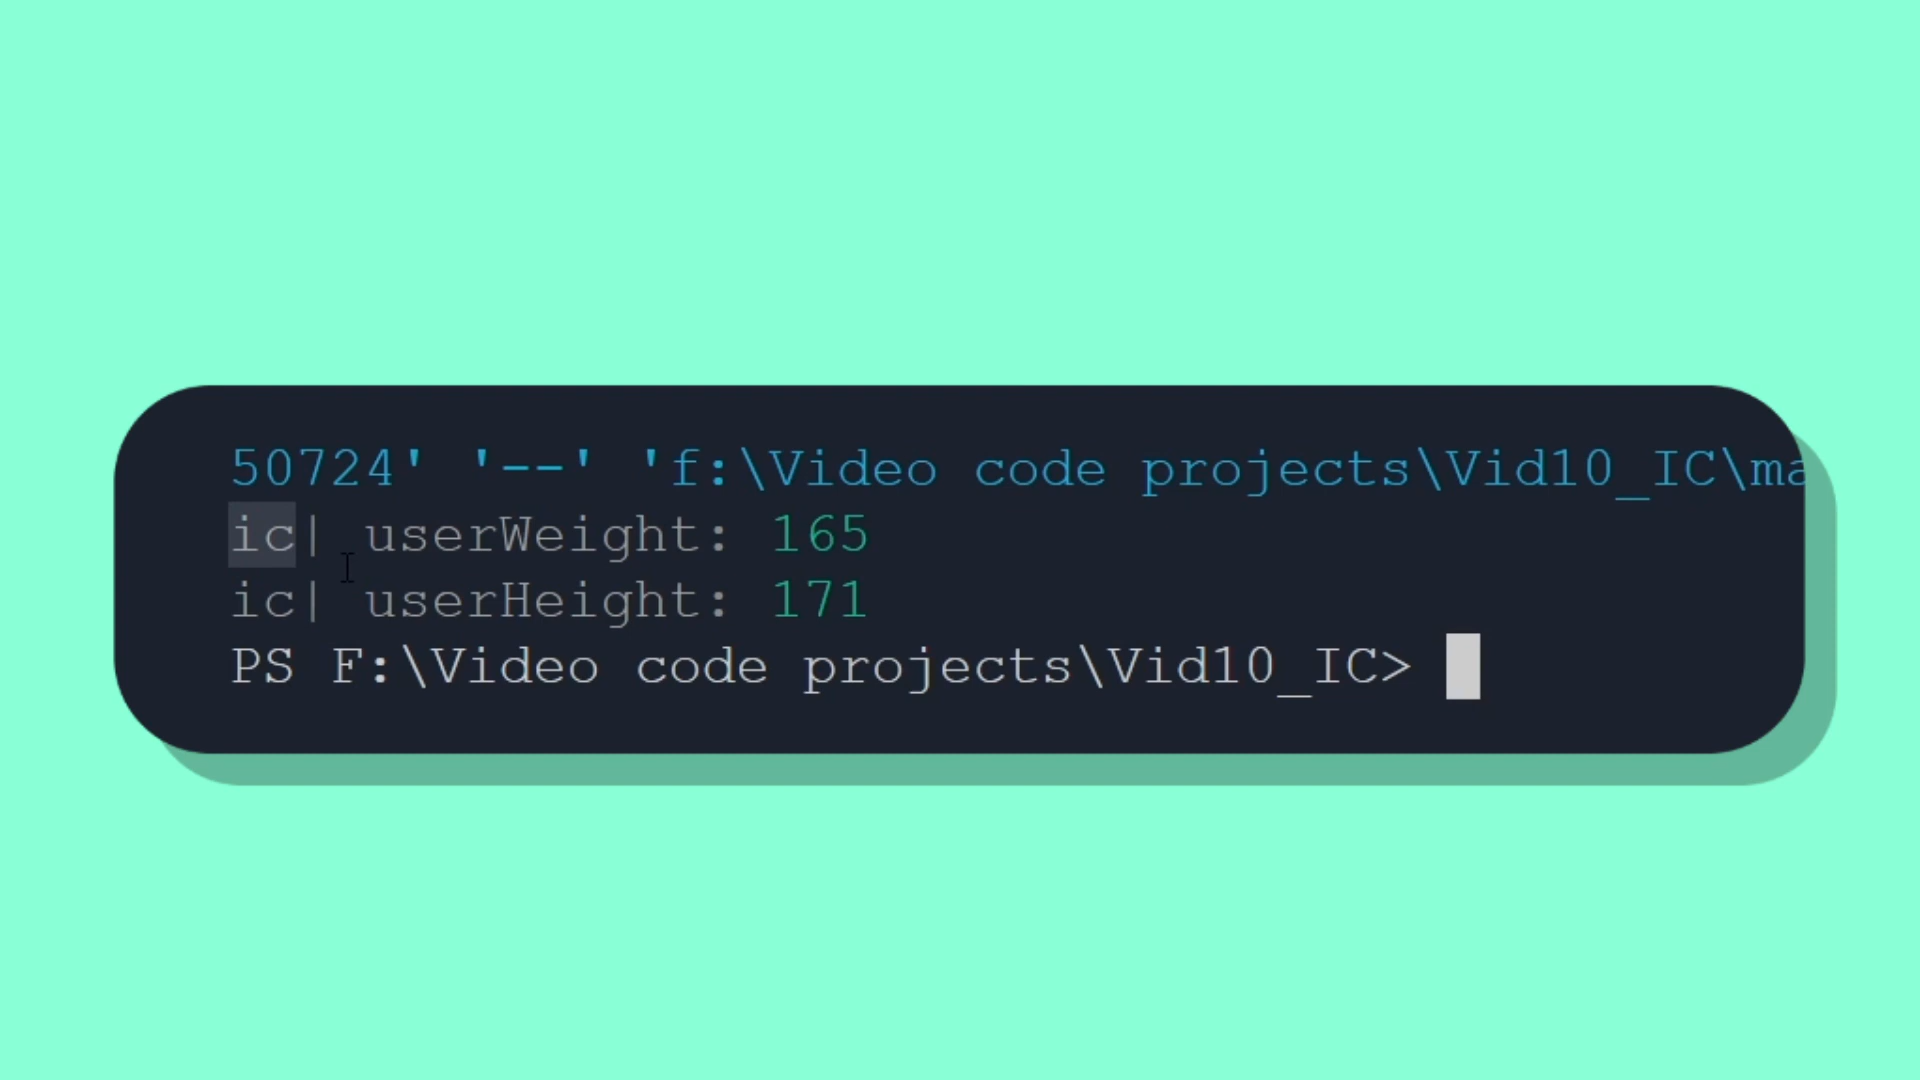 50724' '--' 'f:\Video code projects\Vid10_IC\ma
ic| userWeight: 165
ic| userHeight: 171
PS F:\Video code projects\Vid10_IC>